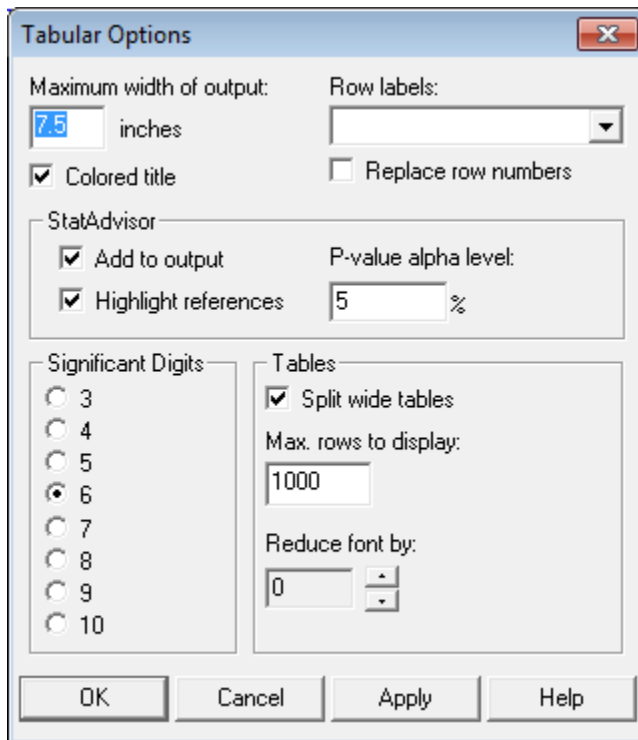 Tabular Options
Maximum width of output:
7.5 inches
Colored title
Row labels:
Replace row numbers
StatAdvisor
Add to output
Highlight references
P-value alpha level:
5 %
Significant Digits
3
4
5
6
7
8
9
10
Tables
Split wide tables
Max. rows to display:
1000
Reduce font by:
0
OK
Cancel
Apply
Help